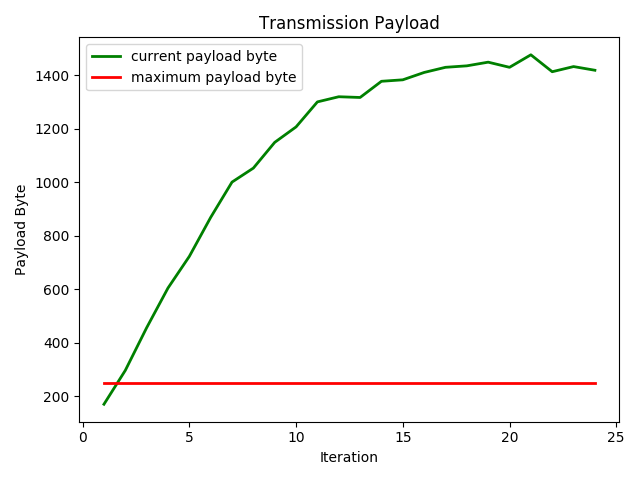 Transmission Payload
current payload byte
maximum payload byte
Payload Byte
1400
1200
1000
800
600
400
200
0 5 10 15 20 25
Iteration